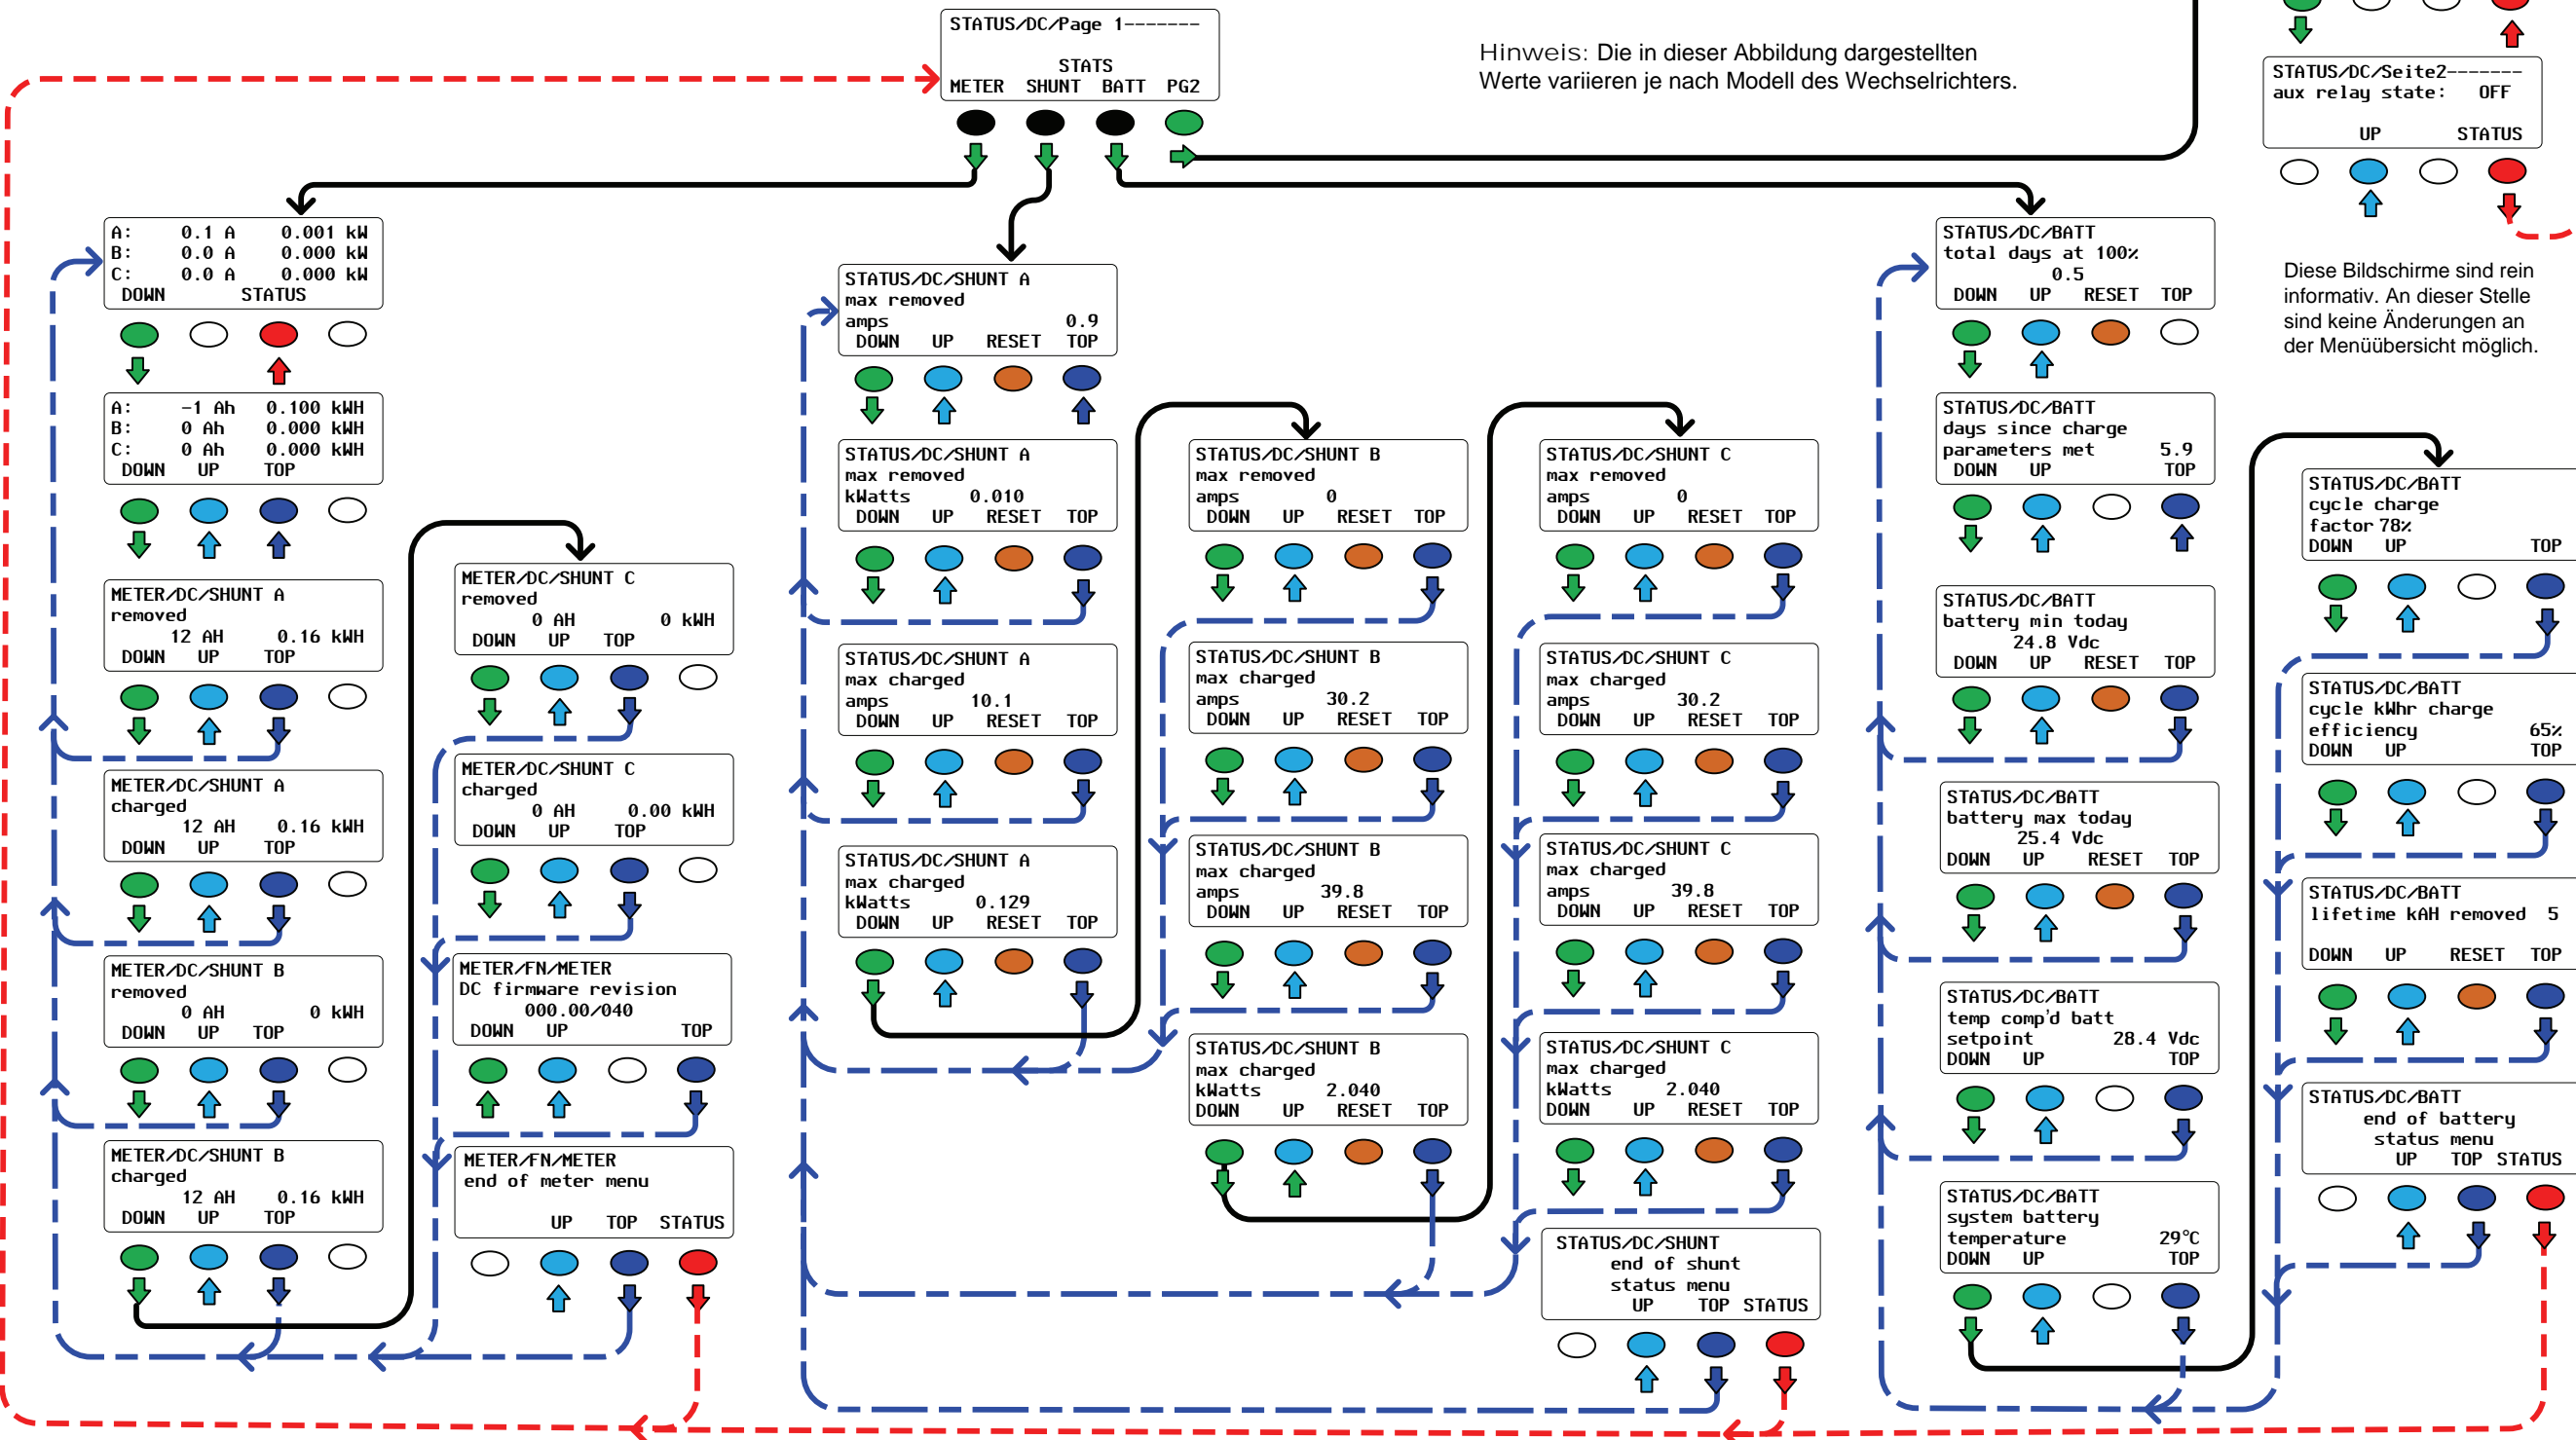 STATUS/DC/Page 1-------
STATS
METER SHUNT BATT PG2
Hinweis: Die in dieser Abbildung dargestellten
Werte variieren je nach Modell des Wechselrichters.
STATUS/DC/Seite2-------
aux relay state: OFF
UP STATUS
Diese Bildschirme sind rein
informativ. An dieser Stelle
sind keine Änderungen an
der Menüübersicht möglich.
A: 0.1 A 0.001 kW
B: 0.0 A 0.000 kW
C: 0.0 A 0.000 kW
DOWN STATUS
A: -1 Ah 0.100 kWH
B: 0 Ah 0.000 kWH
C: 0 Ah 0.000 kWH
DOWN UP TOP
METER/DC/SHUNT A
removed
12 AH 0.16 kWH
DOWN UP TOP
METER/DC/SHUNT A
charged
12 AH 0.16 kWH
DOWN UP TOP
METER/DC/SHUNT B
removed
0 AH 0 kWH
DOWN UP TOP
METER/DC/SHUNT B
charged
12 AH 0.16 kWH
DOWN UP TOP
METER/DC/SHUNT C
removed
0 AH 0 kWH
DOWN UP TOP
METER/DC/SHUNT C
charged
0 AH 0.00 kWH
DOWN UP TOP
METER/FN/METER
DC firmware revision
000.00/040
DOWN UP TOP
METER/FN/METER
end of meter menu
UP TOP STATUS
STATUS/DC/SHUNT A
max removed
amps 0.9
DOWN UP RESET TOP
STATUS/DC/SHUNT A
max removed
kWatts 0.010
DOWN UP RESET TOP
STATUS/DC/SHUNT A
max charged
amps 10.1
DOWN UP RESET TOP
STATUS/DC/SHUNT A
max charged
kWatts 0.129
DOWN UP RESET TOP
STATUS/DC/SHUNT B
max removed
amps 0
DOWN UP RESET TOP
STATUS/DC/SHUNT B
max charged
amps 30.2
DOWN UP RESET TOP
STATUS/DC/SHUNT B
max charged
amps 39.8
DOWN UP RESET TOP
STATUS/DC/SHUNT B
max charged
kWatts 2.040
DOWN UP RESET TOP
STATUS/DC/SHUNT C
max removed
amps 0
DOWN UP RESET TOP
STATUS/DC/SHUNT C
max charged
amps 30.2
DOWN UP RESET TOP
STATUS/DC/SHUNT C
max charged
amps 39.8
DOWN UP RESET TOP
STATUS/DC/SHUNT C
max charged
kWatts 2.040
DOWN UP RESET TOP
STATUS/DC/SHUNT
end of shunt
status menu
UP TOP STATUS
STATUS/DC/BATT
total days at 100%
0.5
DOWN UP RESET TOP
STATUS/DC/BATT
days since charge
parameters met 5.9
DOWN UP TOP
STATUS/DC/BATT
battery min today
24.8 Vdc
DOWN UP RESET TOP
STATUS/DC/BATT
battery max today
25.4 Vdc
DOWN UP RESET TOP
STATUS/DC/BATT
temp comp'd batt
setpoint 28.4 Vdc
DOWN UP TOP
STATUS/DC/BATT
system battery
temperature 29°C
DOWN UP TOP
STATUS/DC/BATT
cycle charge
factor 78%
DOWN UP TOP
STATUS/DC/BATT
cycle kWhr charge
efficiency 65%
DOWN UP TOP
STATUS/DC/BATT
lifetime kAH removed 5
DOWN UP RESET TOP
STATUS/DC/BATT
end of battery
status menu
UP TOP STATUS